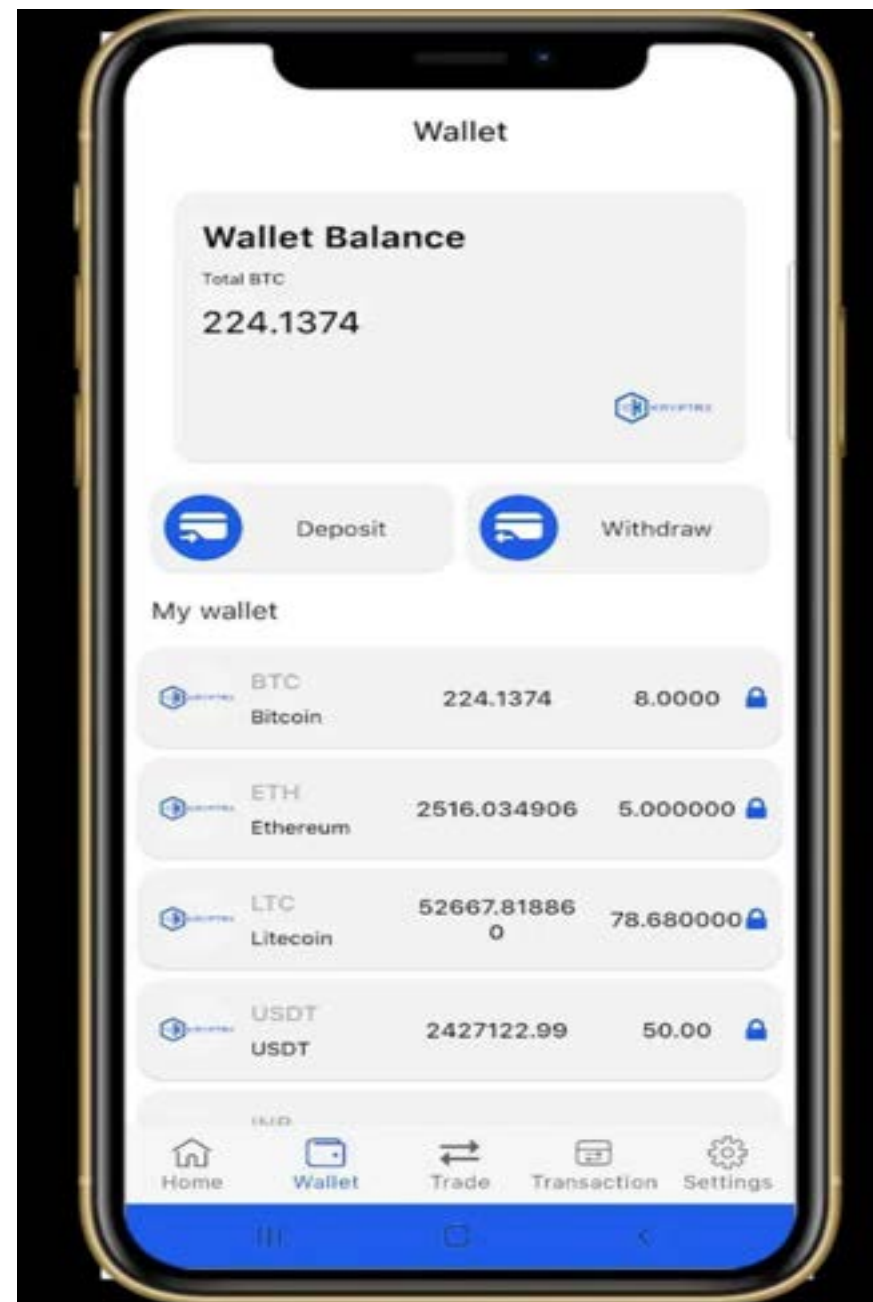 Wallet
Wallet Balance
Total BTC
224.1374
Deposit
Withdraw
My wallet
BTC
Bitcoin
224.1374
8.0000
ETH
Ethereum
2516.034906
5.000000
LTC
Litecoin
52667.81886
0
78.680000
USDT
USDT
2427122.99
50.00
Home
Wallet
Trade
Transaction
Settings